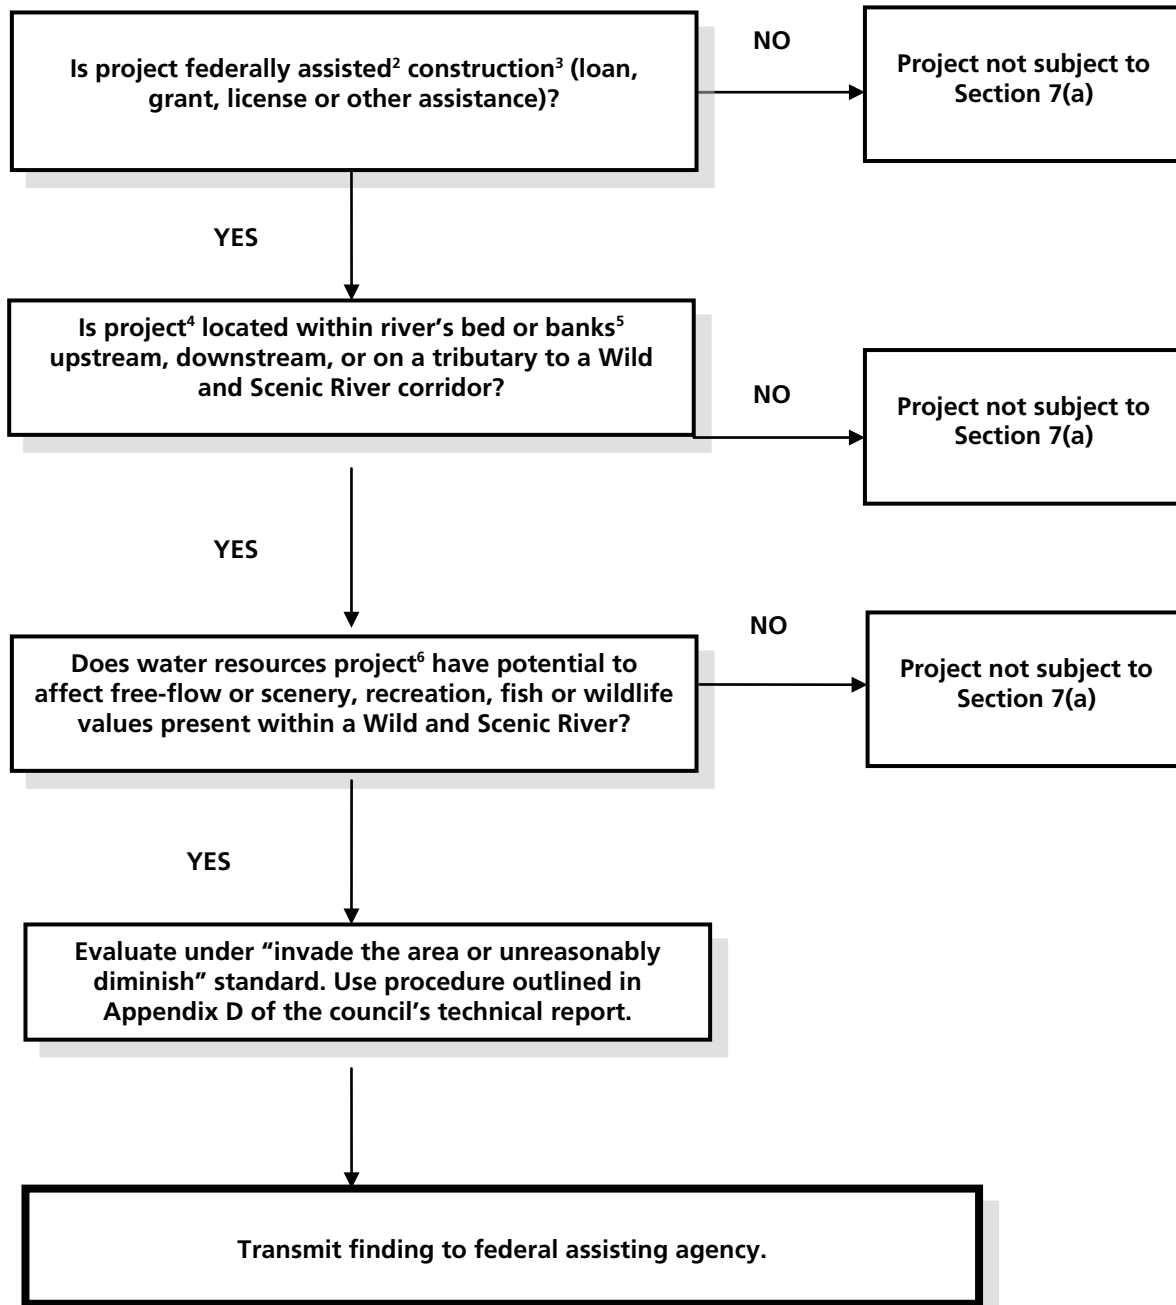 Is project federally assisted² construction³ (loan,
grant, license or other assistance)?
NO
Project not subject to
Section 7(a)
YES
Is project⁴ located within river’s bed or banks⁵
upstream, downstream, or on a tributary to a Wild
and Scenic River corridor?
NO
Project not subject to
Section 7(a)
YES
Does water resources project⁶ have potential to
affect free-flow or scenery, recreation, fish or wildlife
values present within a Wild and Scenic River?
NO
Project not subject to
Section 7(a)
YES
Evaluate under “invade the area or unreasonably
diminish” standard. Use procedure outlined in
Appendix D of the council’s technical report.
Transmit finding to federal assisting agency.